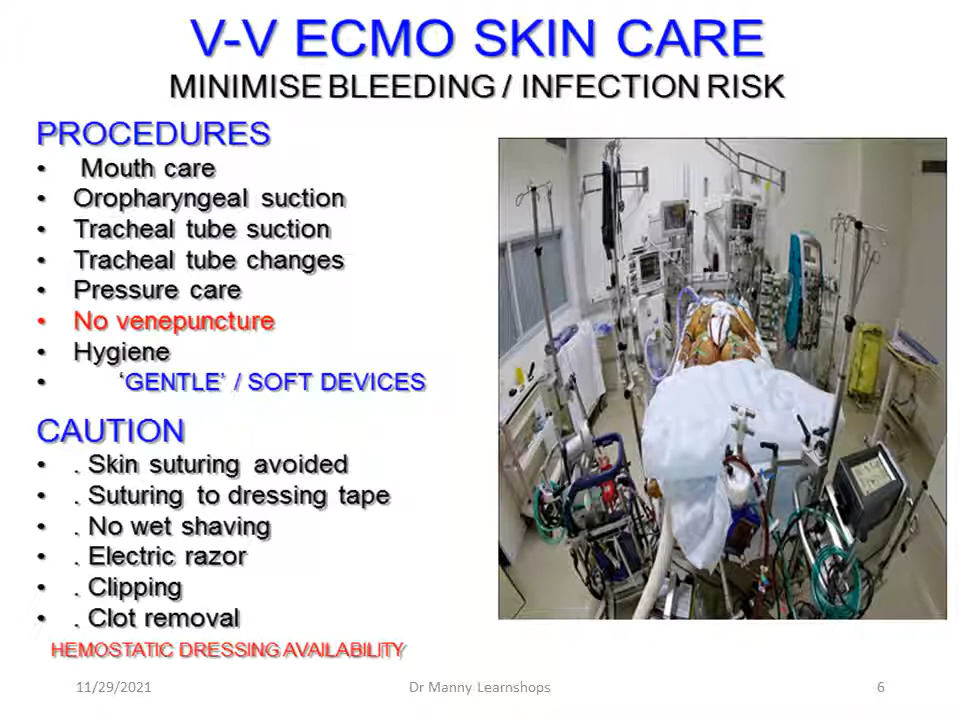 V-V ECMO SKIN CARE
MINIMISE BLEEDING / INFECTION RISK
PROCEDURES
• Mouth care
• Oropharyngeal suction
• Tracheal tube suction
• Tracheal tube changes
• Pressure care
• No venepuncture
• Hygiene
• ‘GENTLE’ / SOFT DEVICES
CAUTION
• . Skin suturing avoided
• . Suturing to dressing tape
• . No wet shaving
• . Electric razor
• . Clipping
• . Clot removal
HEMOSTATIC DRESSING AVAILABILITY
11/29/2021
Dr Manny Learnshops
6